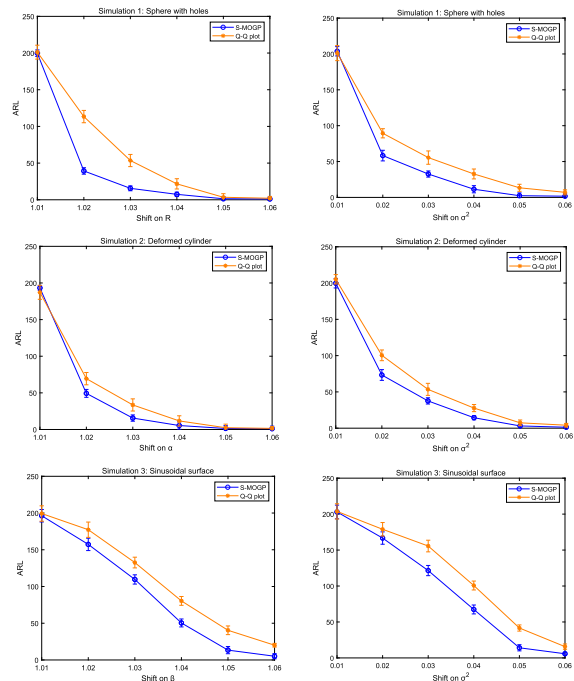 Simulation 1: Sphere with holes
250
200
150
100
50
0
ARL
S-MOGP
Q-Q plot
1.01 1.02 1.03 1.04 1.05 1.06
Shift on R
Simulation 1: Sphere with holes
250
200
150
100
50
0
ARL
S-MOGP
Q-Q plot
0.01 0.02 0.03 0.04 0.05 0.06
Shift on σ²
Simulation 2: Deformed cylinder
250
200
150
100
50
0
ARL
S-MOGP
Q-Q plot
1.01 1.02 1.03 1.04 1.05 1.06
Shift on α
Simulation 2: Deformed cylinder
250
200
150
100
50
0
ARL
S-MOGP
Q-Q plot
0.01 0.02 0.03 0.04 0.05 0.06
Shift on σ²
Simulation 3: Sinusoidal surface
250
200
150
100
50
0
ARL
S-MOGP
Q-Q plot
1.01 1.02 1.03 1.04 1.05 1.06
Shift on β
Simulation 3: Sinusoidal surface
250
200
150
100
50
0
ARL
S-MOGP
Q-Q plot
0.01 0.02 0.03 0.04 0.05 0.06
Shift on σ²